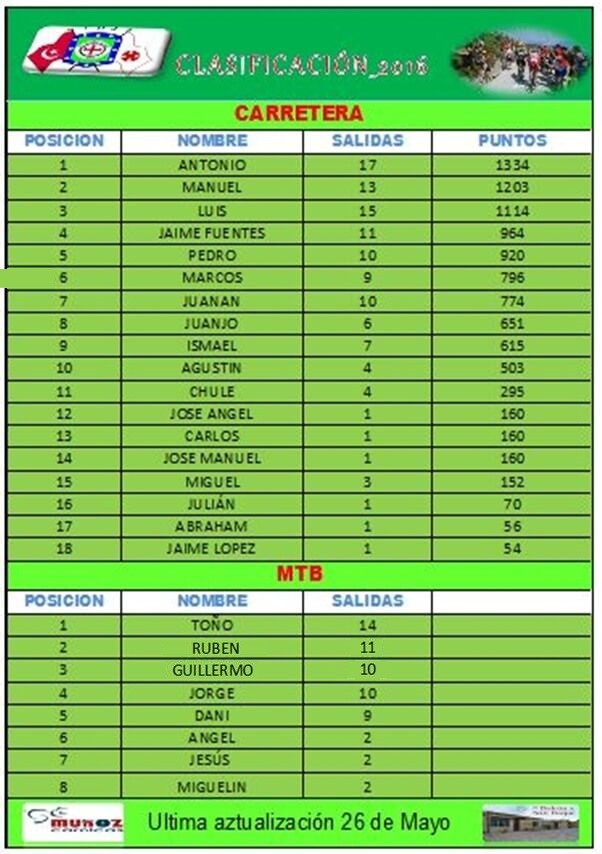 CLASIFICACIÓN_2016
CARRETERA
POSICION NOMBRE SALIDAS PUNTOS
1 ANTONIO 17 1334
2 MANUEL 13 1203
3 LUIS 15 1114
4 JAIME FUENTES 11 964
5 PEDRO 10 920
6 MARCOS 9 796
7 JUANAN 10 774
8 JUANJO 6 651
9 ISMAEL 7 615
10 AGUSTIN 4 503
11 CHULE 4 295
12 JOSE ANGEL 1 160
13 CARLOS 1 160
14 JOSE MANUEL 1 160
15 MIGUEL 3 152
16 JULIÁN 1 70
17 ABRAHAM 1 56
18 JAIME LOPEZ 1 54
MTB
POSICION NOMBRE SALIDAS
1 TOÑO 14
2 RUBEN 11
3 GUILLERMO 10
4 JORGE 10
5 DANI 9
6 ANGEL 2
7 JESÚS 2
8 MIGUELIN 2
MUÑOZ
Ultima aztualización 26 de Mayo